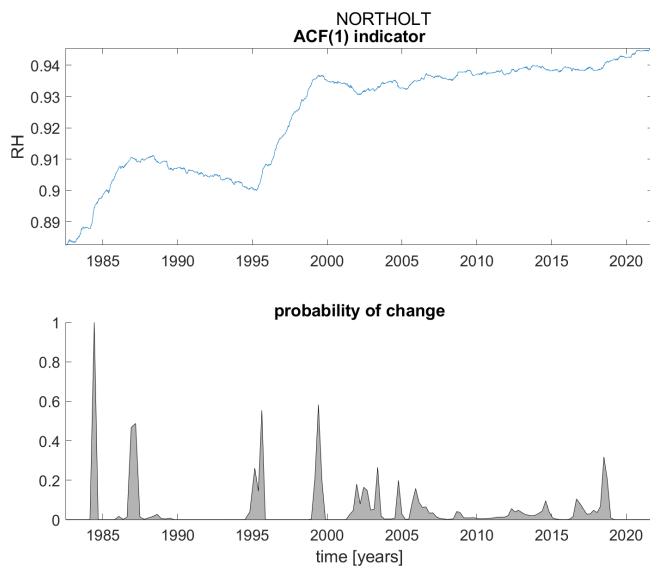 NORTHOLT
ACF(1) indicator
0.94
0.93
0.92
0.91
0.9
0.89
RH
1985 1990 1995 2000 2005 2010 2015 2020
probability of change
1
0.8
0.6
0.4
0.2
0
1985 1990 1995 2000 2005 2010 2015 2020
time [years]